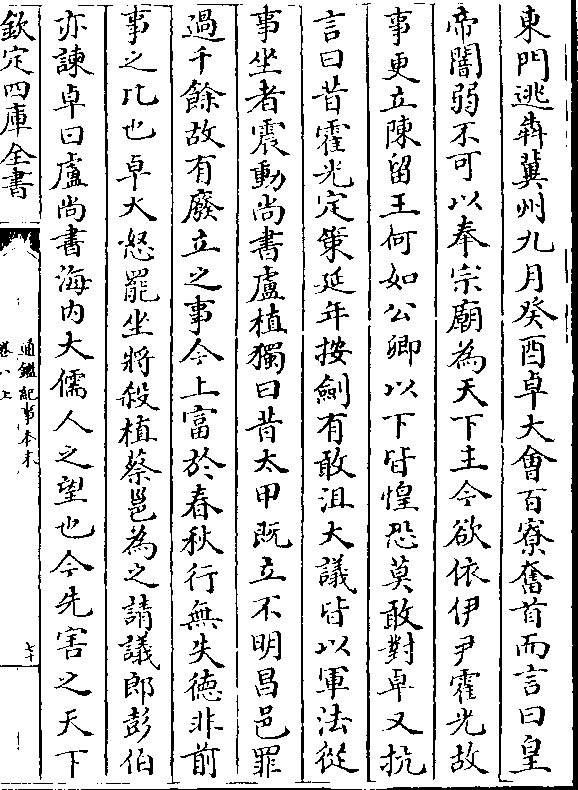 東門逃犇冀州九月癸酉卓大會百寮奮首而言曰皇
帝闇弱不可以奉宗廟為天下主今欲依伊尹霍光故
事更立陳留王何如公卿以下皆惶恐莫敢對卓又抗
言曰昔霍光定策延年按劍有敢沮大議皆以軍法從
事坐者震動尚書盧植獨曰昔太甲既立不明昌邑罪
過千餘故有廢立之事今上富於春秋行無失徳非前
事之比也卓大怒罷坐將殺植蔡邕為之請議郎彭伯
亦諫卓曰盧尚書海内大儒人之望也今先害之天下
欽定四庫全書
通鑑紀事本末
卷八上